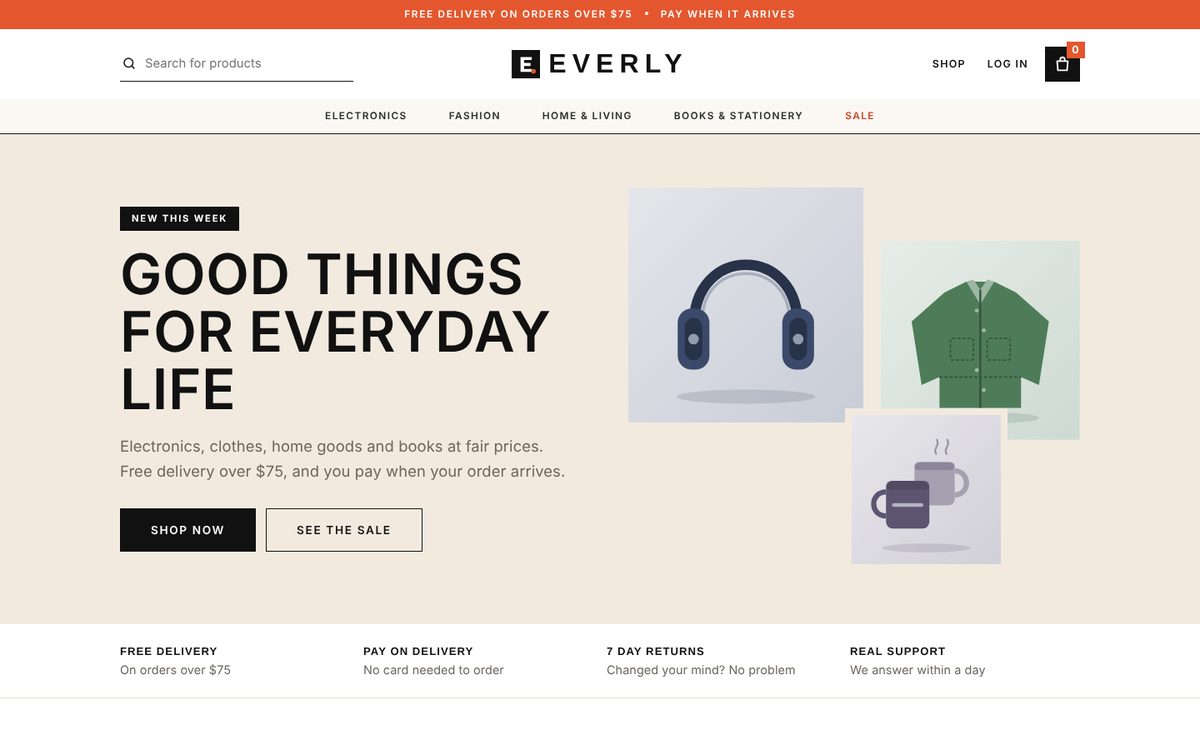 FREE DELIVERY ON ORDERS OVER $75 • PAY WHEN IT ARRIVES
Search for products
E EVERLY
SHOP
LOG IN
0
ELECTRONICS
FASHION
HOME & LIVING
BOOKS & STATIONERY
SALE
NEW THIS WEEK
GOOD THINGS
FOR EVERYDAY
LIFE
Electronics, clothes, home goods and books at fair prices.
Free delivery over $75, and you pay when your order arrives.
SHOP NOW
SEE THE SALE
FREE DELIVERY
On orders over $75
PAY ON DELIVERY
No card needed to order
7 DAY RETURNS
Changed your mind? No problem
REAL SUPPORT
We answer within a day